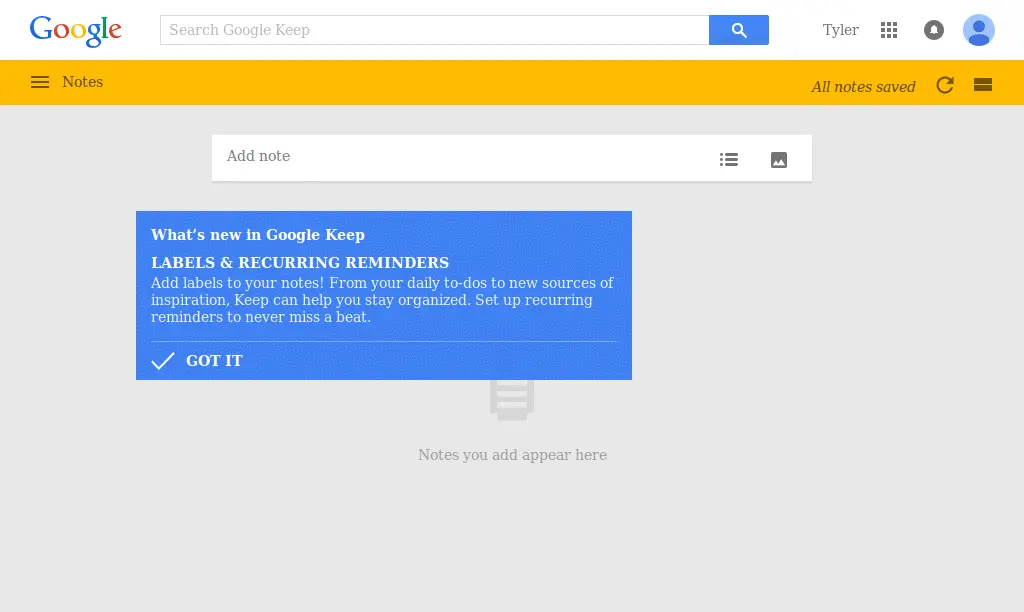 Google
Search Google Keep
Tyler
Notes
All notes saved
Add note
What’s new in Google Keep
LABELS & RECURRING REMINDERS
Add labels to your notes! From your daily to-dos to new sources of
inspiration, Keep can help you stay organized. Set up recurring
reminders to never miss a beat.
GOT IT
Notes you add appear here